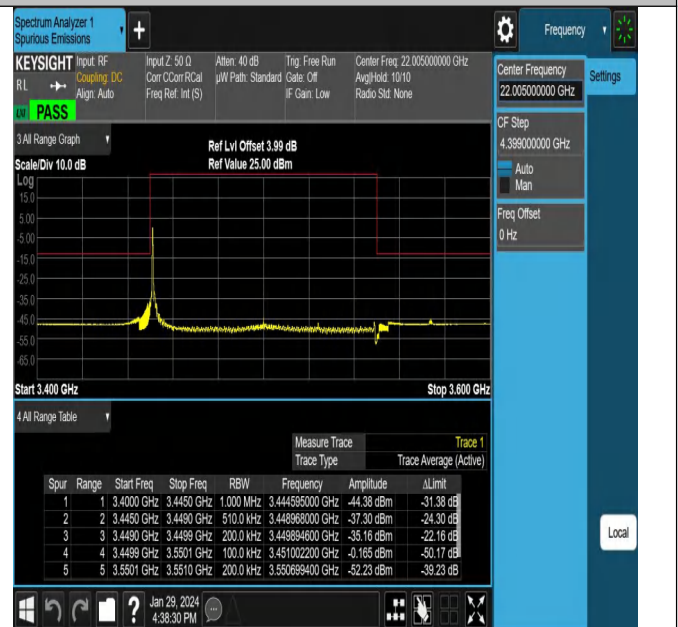 Spectrum Analyzer 1
Spurious Emissions
Frequency
KEYSIGHT
RL
Input: RF
Coupling: DC
Align: Auto
Input Z: 50 Ω
Corr CCorr RCal
Freq Ref: Int (S)
Atten: 40 dB
µW Path: Standard
Trig: Free Run
Gate: Off
IF Gain: Low
Center Freq: 22.005000000 GHz
Avg|Hold: 10/10
Radio Std: None
LXI PASS
Center Frequency
22.005000000 GHz
Settings
CF Step
4.399000000 GHz
Auto
Man
Freq Offset
0 Hz
Local
3 All Range Graph
Ref Lvl Offset 3.99 dB
Scale/Div 10.0 dB
Ref Value 25.00 dBm
Log
15.0
5.00
-5.00
-15.0
-25.0
-35.0
-45.0
-55.0
-65.0
Start 3.400 GHz
Stop 3.600 GHz
4 All Range Table
Measure Trace Trace 1
Trace Type Trace Average (Active)
Spur Range Start Freq Stop Freq RBW Frequency Amplitude ΔLimit
1 1 3.4000 GHz 3.4450 GHz 1.000 MHz 3.444595000 GHz -44.38 dBm -31.38 dB
2 2 3.4450 GHz 3.4490 GHz 510.0 kHz 3.448968000 GHz -37.30 dBm -24.30 dB
3 3 3.4490 GHz 3.4499 GHz 200.0 kHz 3.449894600 GHz -35.16 dBm -22.16 dB
4 4 3.4499 GHz 3.5501 GHz 100.0 kHz 3.451002200 GHz -0.165 dBm -50.17 dB
5 5 3.5501 GHz 3.5510 GHz 200.0 kHz 3.550699400 GHz -52.23 dBm -39.23 dB
?
Jan 29, 2024
4:38:30 PM